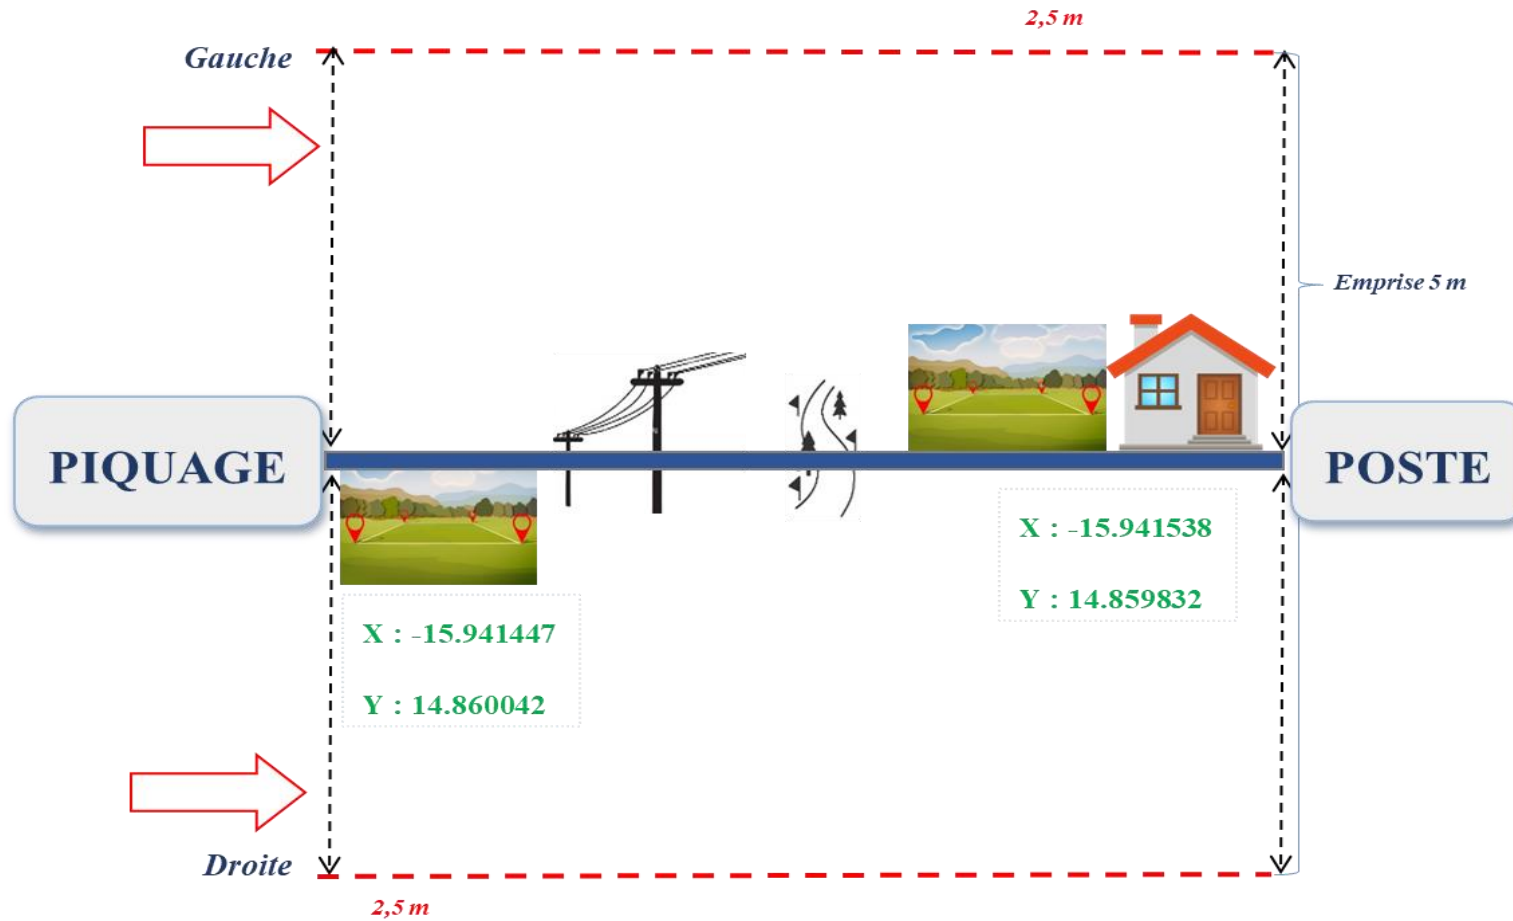 2,5 m
Gauche
Emprise 5 m
PIQUAGE
POSTE
X : -15.941538
Y : 14.859832
X : -15.941447
Y : 14.860042
Droite
2,5 m